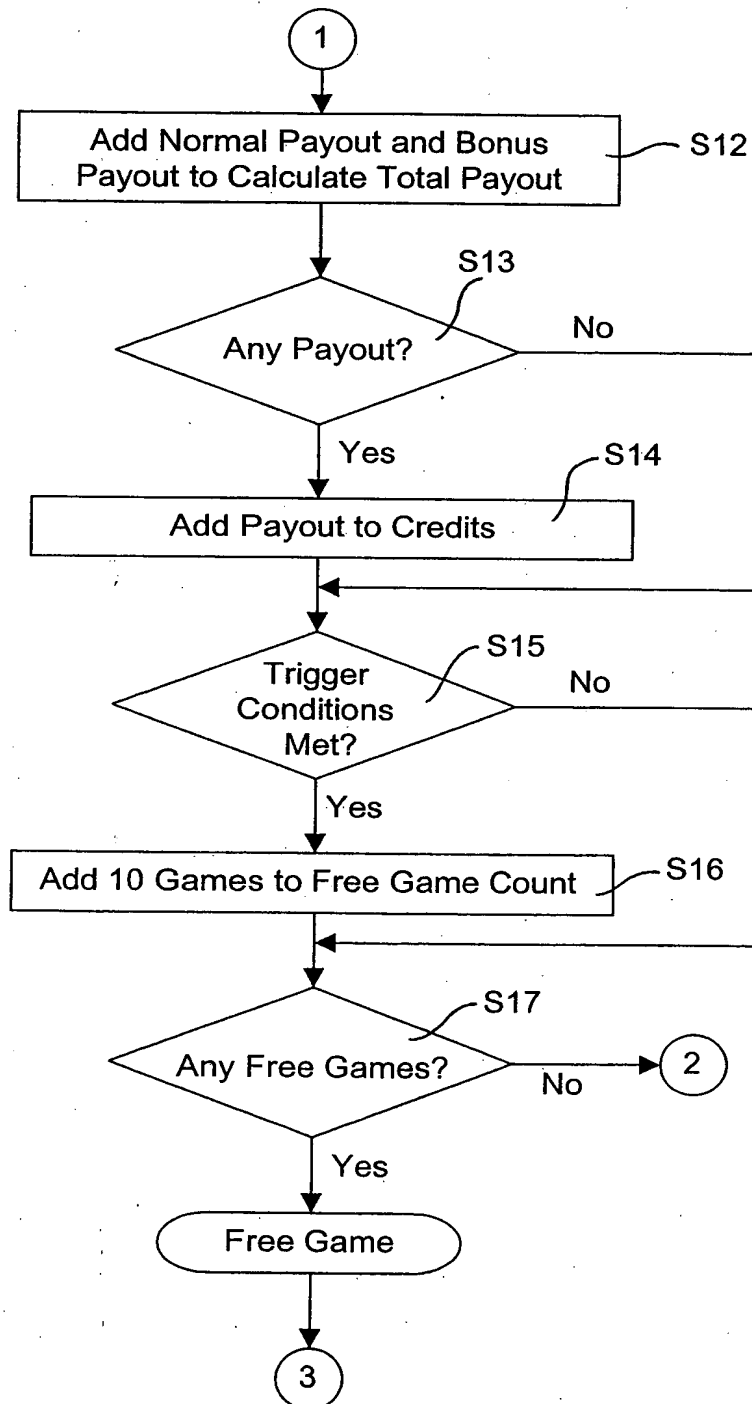 1
Add Normal Payout and Bonus
Payout to Calculate Total Payout
S12
S13
Any Payout?
No
Yes
S14
Add Payout to Credits
S15
Trigger
Conditions
Met?
No
Yes
Add 10 Games to Free Game Count
S16
S17
Any Free Games?
No
2
Yes
Free Game
3